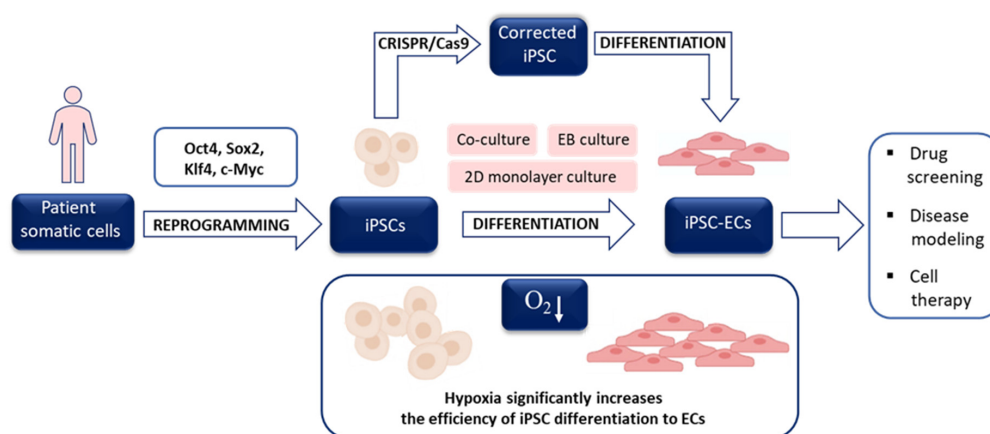 CRISPR/Cas9
Corrected
iPSC
DIFFERENTIATION
Oct4, Sox2,
Klf4, c-Myc
Co-culture
EB culture
2D monolayer culture
Patient
somatic cells
REPROGRAMMING
iPSCs
DIFFERENTIATION
iPSC-ECs
▪ Drug
screening
▪ Disease
modeling
▪ Cell
therapy
O₂↓
Hypoxia significantly increases
the efficiency of iPSC differentiation to ECs